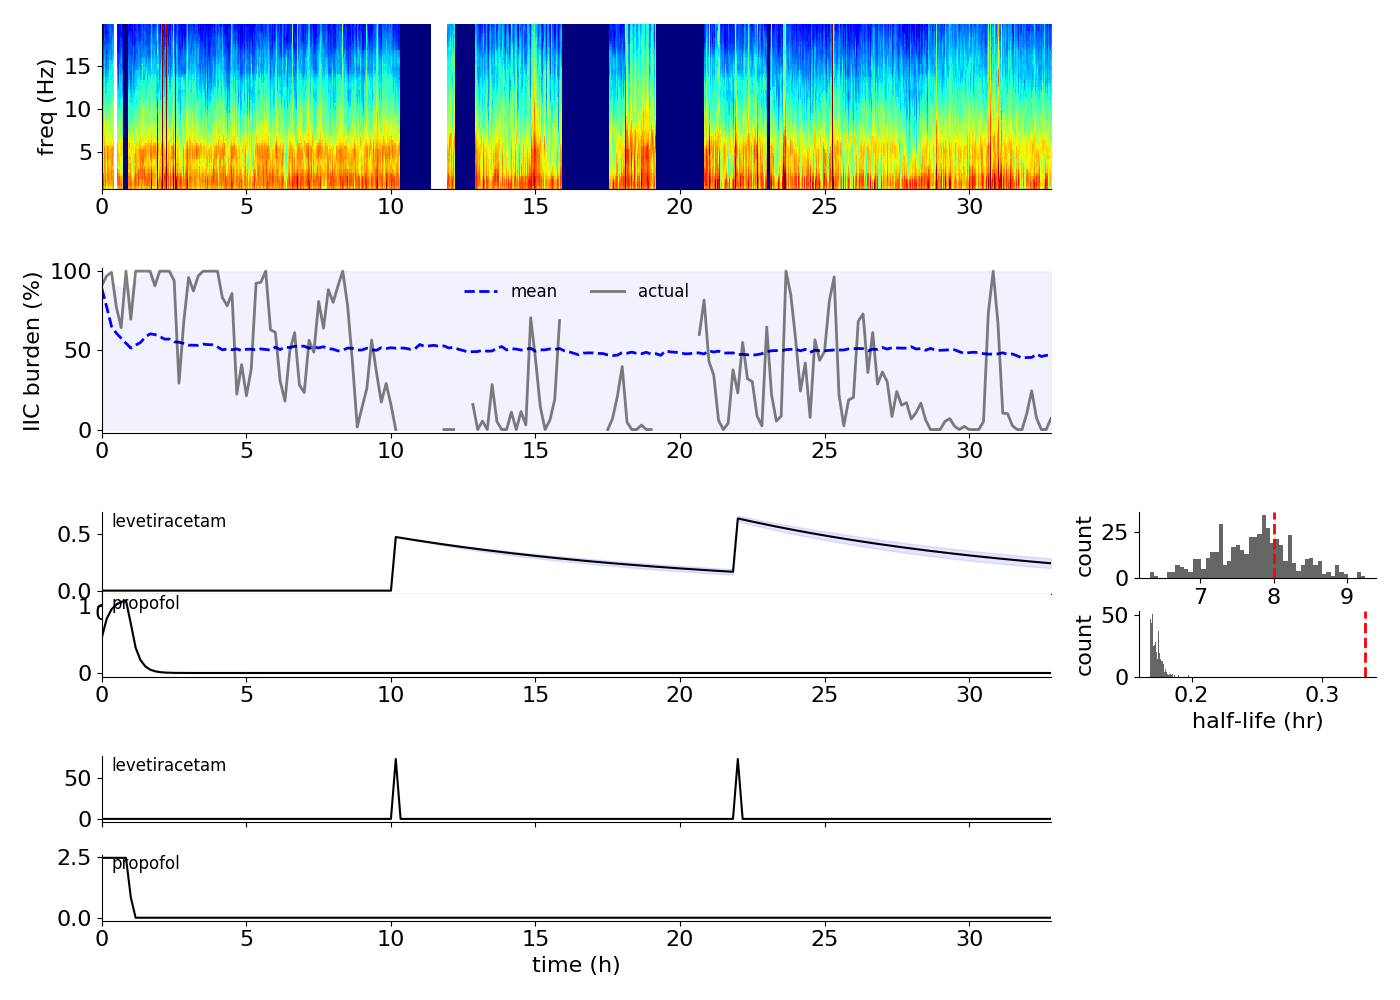 freq (Hz)
15
10
5
0 5 10 15 20 25 30
IIC burden (%)
100
50
0
mean actual
0 5 10 15 20 25 30
levetiracetam
0.5
0.0
0
propofol
1
0
0 5 10 15 20 25 30
count
25
0
7 8 9
count
50
0
0.2 0.3
half-life (hr)
levetiracetam
50
0
propofol
2.5
0.0
0 5 10 15 20 25 30
time (h)